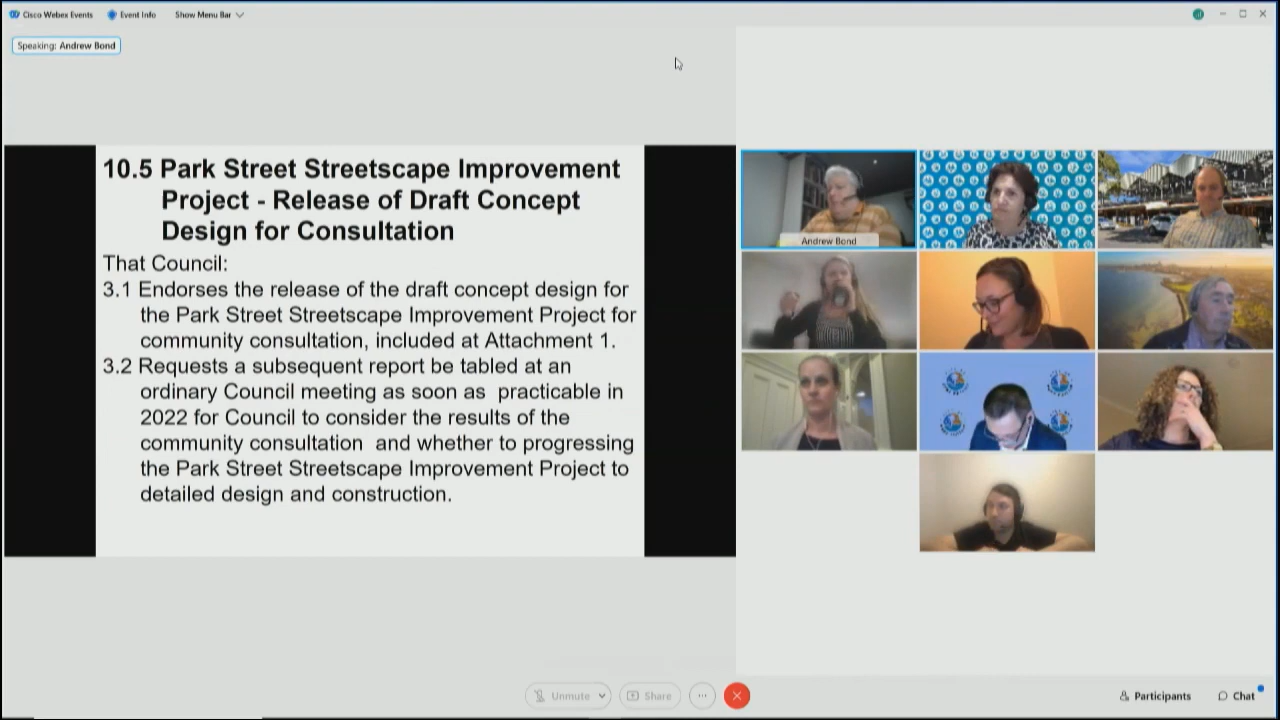 Cisco Webex Events
Event Info
Show Menu Bar
Speaking: Andrew Bond
10.5 Park Street Streetscape Improvement
Project - Release of Draft Concept
Design for Consultation
That Council:
3.1 Endorses the release of the draft concept design for
the Park Street Streetscape Improvement Project for
community consultation, included at Attachment 1.
3.2 Requests a subsequent report be tabled at an
ordinary Council meeting as soon as practicable in
2022 for Council to consider the results of the
community consultation and whether to progressing
the Park Street Streetscape Improvement Project to
detailed design and construction.
Andrew Bond
Unmute
Share
Participants
Chat